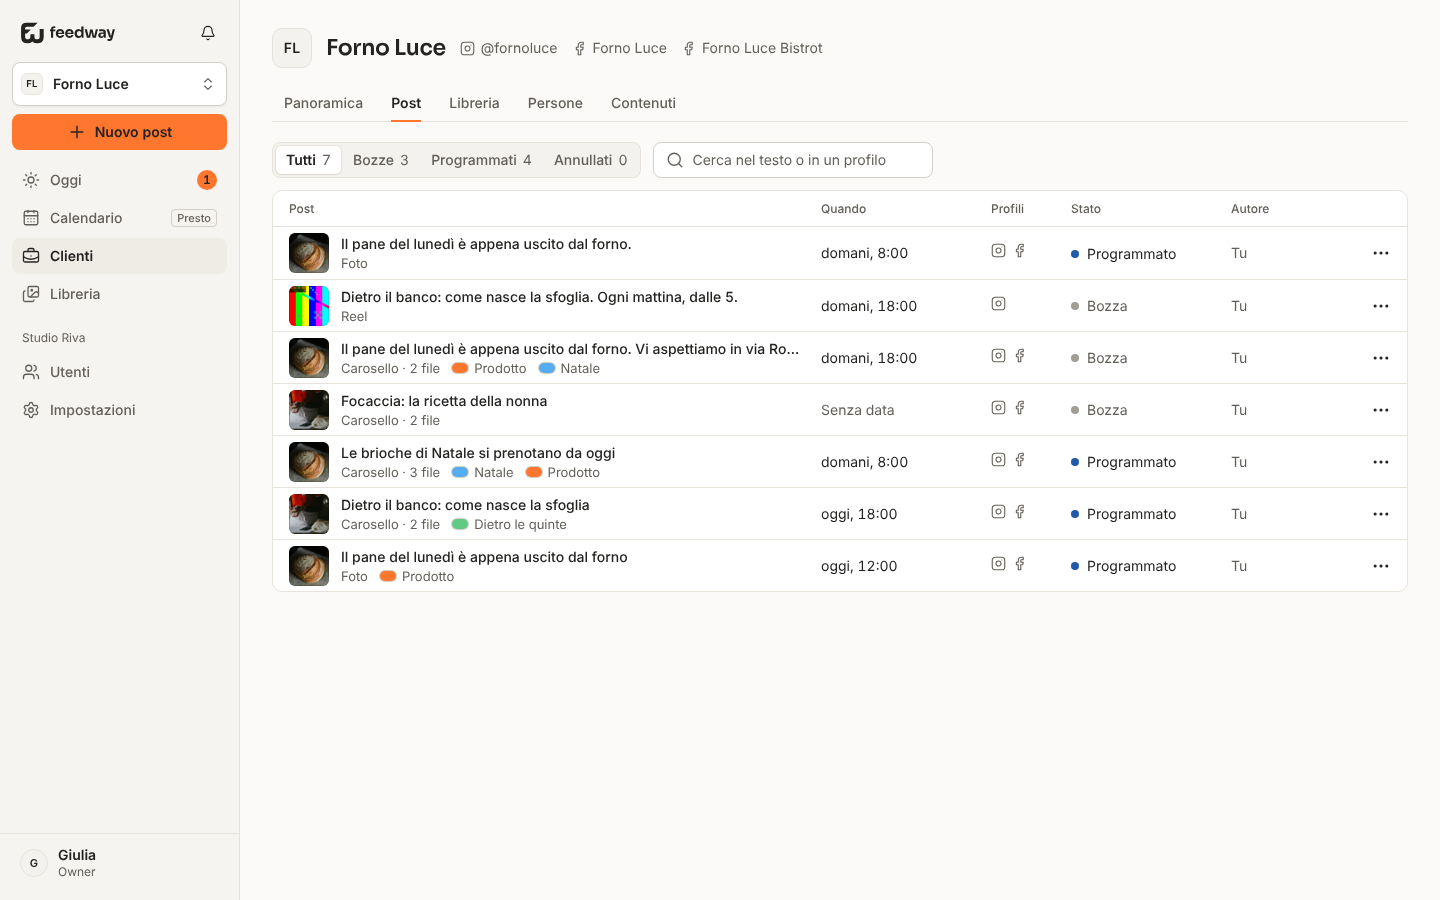 feedway
FL Forno Luce
Nuovo post
Oggi 1
Calendario Presto
Clienti
Libreria
Studio Riva
Utenti
Impostazioni
G Giulia
Owner
FL Forno Luce @fornoluce Forno Luce Forno Luce Bistrot
Panoramica Post Libreria Persone Contenuti
Tutti 7 Bozze 3 Programmati 4 Annullati 0 Cerca nel testo o in un profilo
Post Quando Profili Stato Autore
Il pane del lunedì è appena uscito dal forno.
Foto
domani, 8:00 Programmato Tu
Dietro il banco: come nasce la sfoglia. Ogni mattina, dalle 5.
Reel
domani, 18:00 Bozza Tu
Il pane del lunedì è appena uscito dal forno. Vi aspettiamo in via Ro...
Carosello · 2 file Prodotto Natale
domani, 18:00 Bozza Tu
Focaccia: la ricetta della nonna
Carosello · 2 file
Senza data Bozza Tu
Le brioche di Natale si prenotano da oggi
Carosello · 3 file Natale Prodotto
domani, 8:00 Programmato Tu
Dietro il banco: come nasce la sfoglia
Carosello · 2 file Dietro le quinte
oggi, 18:00 Programmato Tu
Il pane del lunedì è appena uscito dal forno
Foto Prodotto
oggi, 12:00 Programmato Tu